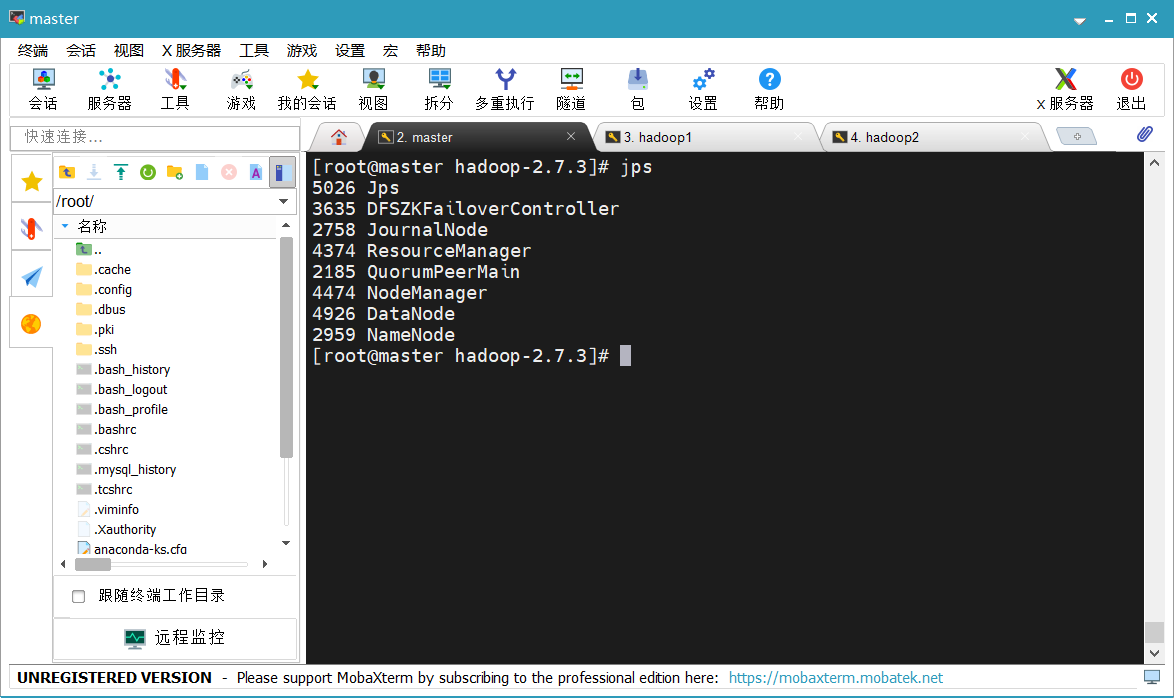 master
终端 会话 视图 X 服务器 工具 游戏 设置 宏 帮助
会话 服务器 工具 游戏 我的会话 视图 拆分 多重执行 隧道 包 设置 帮助 X 服务器 退出
快速连接...
2. master 3. hadoop1 4. hadoop2
/root/
名称
..
.cache
.config
.dbus
.pki
.ssh
.bash_history
.bash_logout
.bash_profile
.bashrc
.cshrc
.mysql_history
.tcshrc
.viminfo
.Xauthority
anaconda-ks.cfg
跟随终端工作目录
远程监控
[root@master hadoop-2.7.3]# jps
5026 Jps
3635 DFSZKFailoverController
2758 JournalNode
4374 ResourceManager
2185 QuorumPeerMain
4474 NodeManager
4926 DataNode
2959 NameNode
[root@master hadoop-2.7.3]#
UNREGISTERED VERSION - Please support MobaXterm by subscribing to the professional edition here: https://mobaxterm.mobatek.net